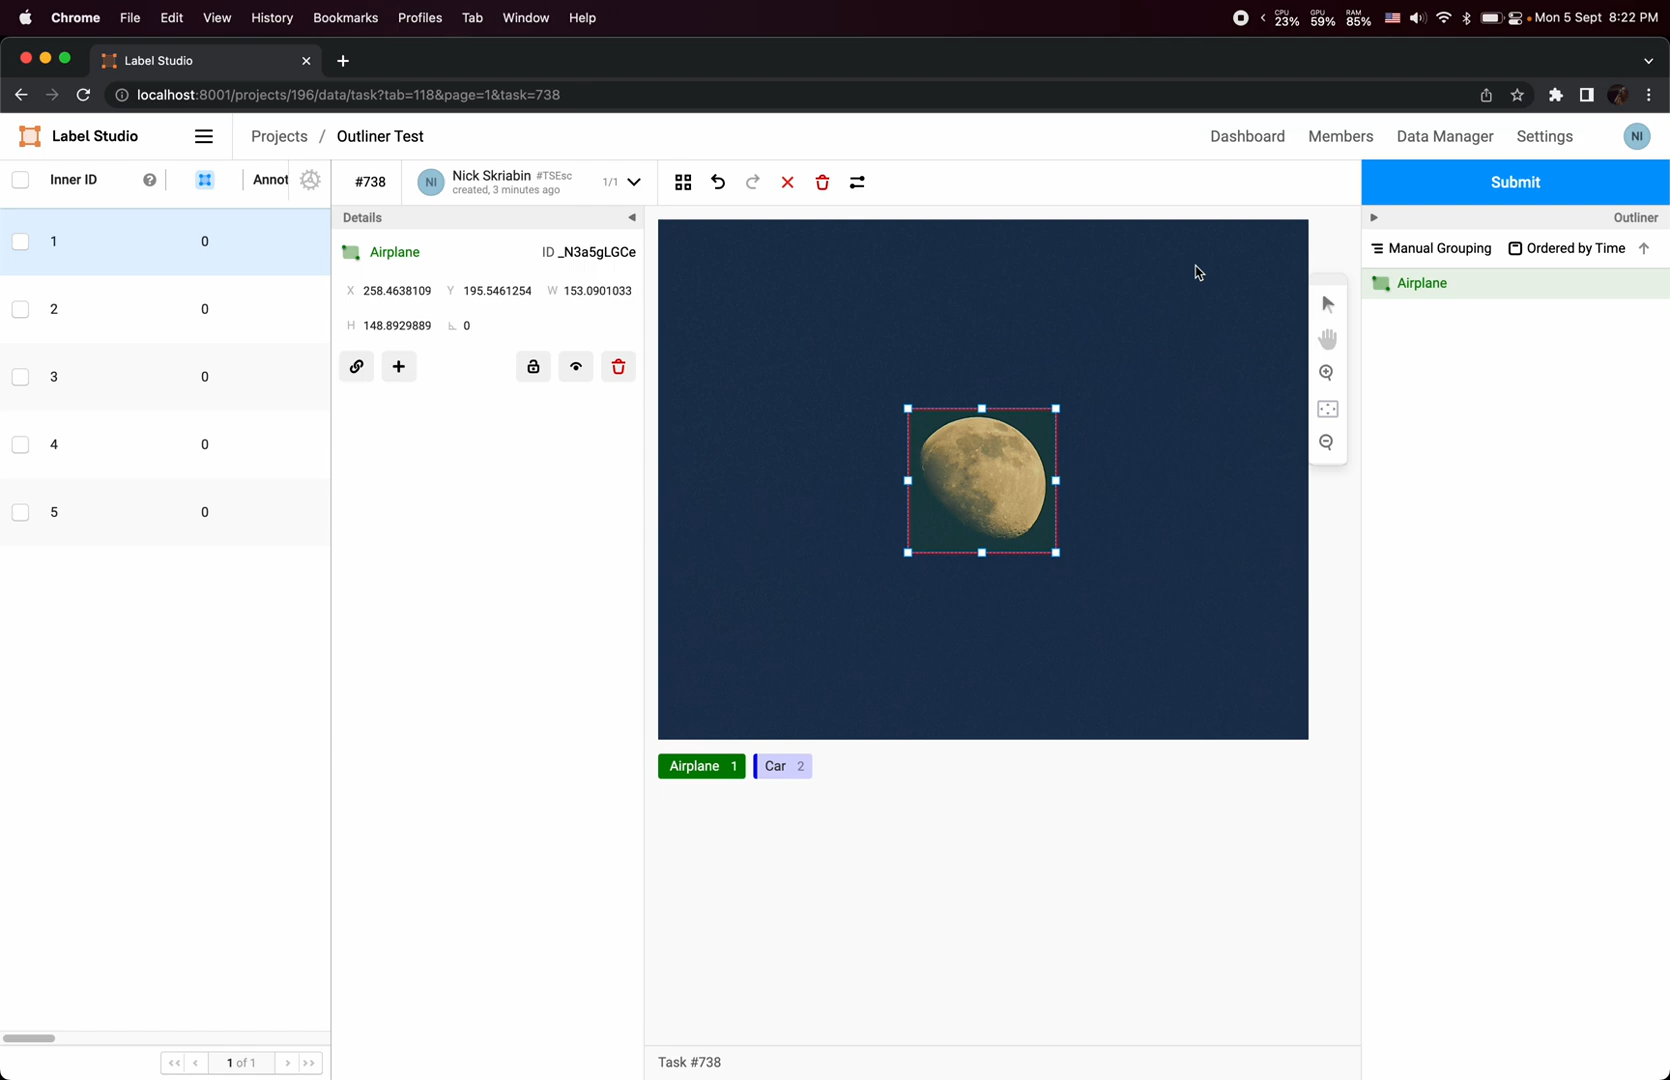 Chrome File Edit View History Bookmarks Profiles Tab Window Help CPU 23% GPU 59% RAM 85% Mon 5 Sept 8:22 PM
Label Studio
localhost:8001/projects/196/data/task?tab=118&page=1&task=738
Label Studio Projects / Outliner Test Dashboard Members Data Manager Settings NI
Inner ID Annot #738 NI Nick Skriabin #TSEsc 1/1 Submit
created, 3 minutes ago
Details Outliner
1 0 Airplane ID _N3a5gLGCe Manual Grouping Ordered by Time
X 258.4638109 Y 195.5461254 W 153.0901033 Airplane
2 0 H 148.8929889 0
3 0
4 0
5 0
Airplane 1 Car 2
1 of 1 Task #738